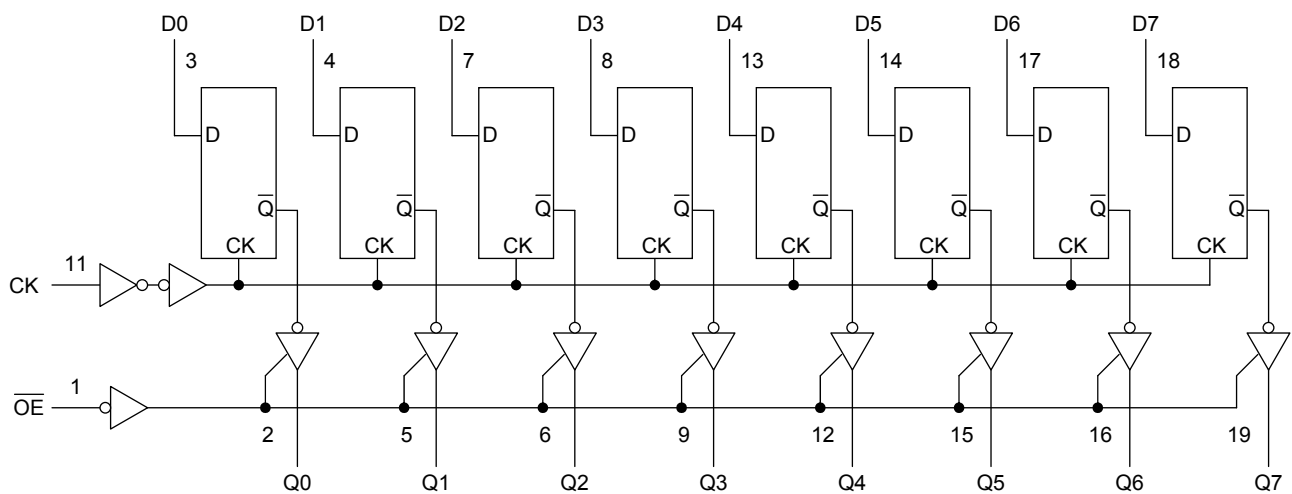 D0 D1 D2 D3 D4 D5 D6 D7
3 4 7 8 13 14 17 18
D D D D D D D D
Q̅ Q̅ Q̅ Q̅ Q̅ Q̅ Q̅ Q̅
CK CK CK CK CK CK CK CK
11
CK
1
O̅E̅
2 5 6 9 12 15 16 19
Q0 Q1 Q2 Q3 Q4 Q5 Q6 Q7